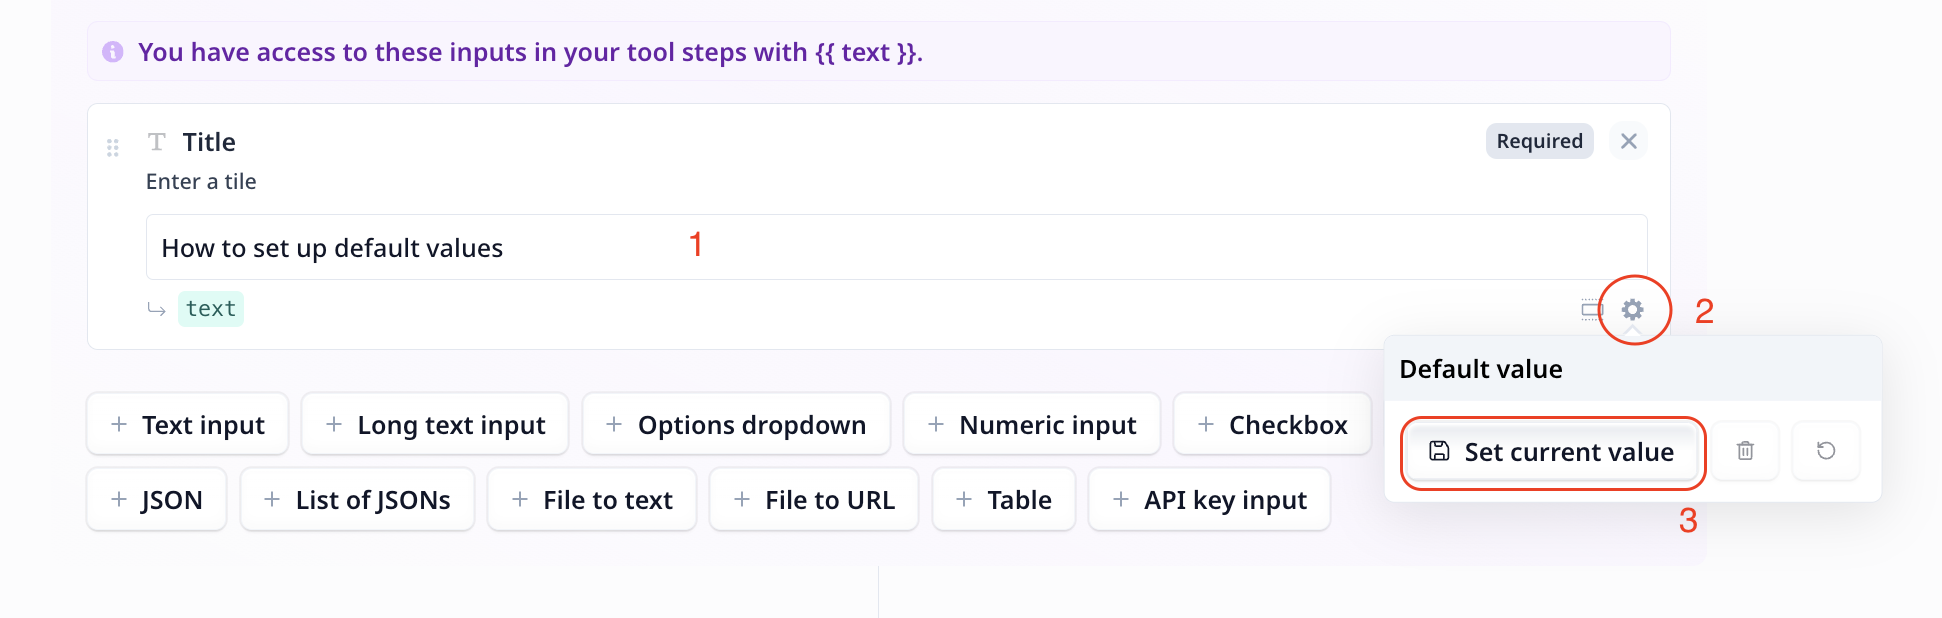 You have access to these inputs in your tool steps with {{ text }}.
Title
Required
Enter a tile
How to set up default values
1
text
2
Default value
Set current value
3
Text input
Long text input
Options dropdown
Numeric input
Checkbox
JSON
List of JSONs
File to text
File to URL
Table
API key input